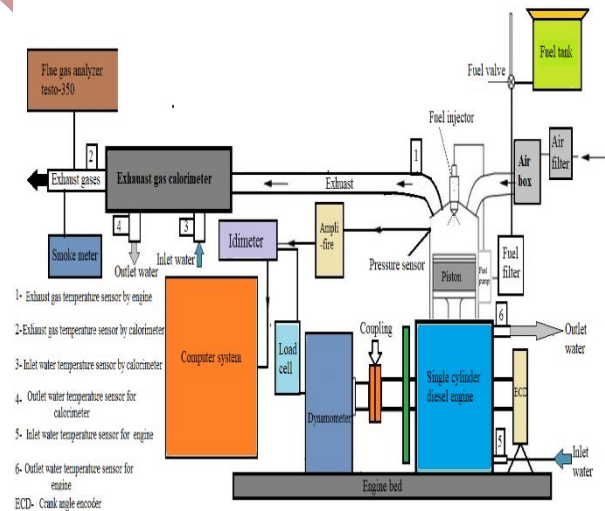 Flue gas analyzer
testo-350
Fuel tank
Fuel valve
Fuel injector
Air
box
Air
filter
2
1
Exhaust gases
Exhaust gas calorimeter
Exhuast
4
3
Smoke meter
Outlet water
Inlet water
Idimeter
Ampli
-fire
Pressure sensor
Piston
Fuel
pump
Fuel
filter
1- Exhaust gas temperature sensor by engine
2-Exhaust gas temperature sensor by calorimeter
3-Inlet water temperature sensor by calorimeter
4- Outlet water temperature sensor for
calorimeter
5- Inlet water temperature sensor for engine
6- Outlet water temperature sensor for
engine
ECD- Crank angle encoder
Computer system
Load
cell
Coupling
Dynamometer
Single cylinder
diesel engine
6
Outlet
water
ECD
5
Inlet
water
Engine bed